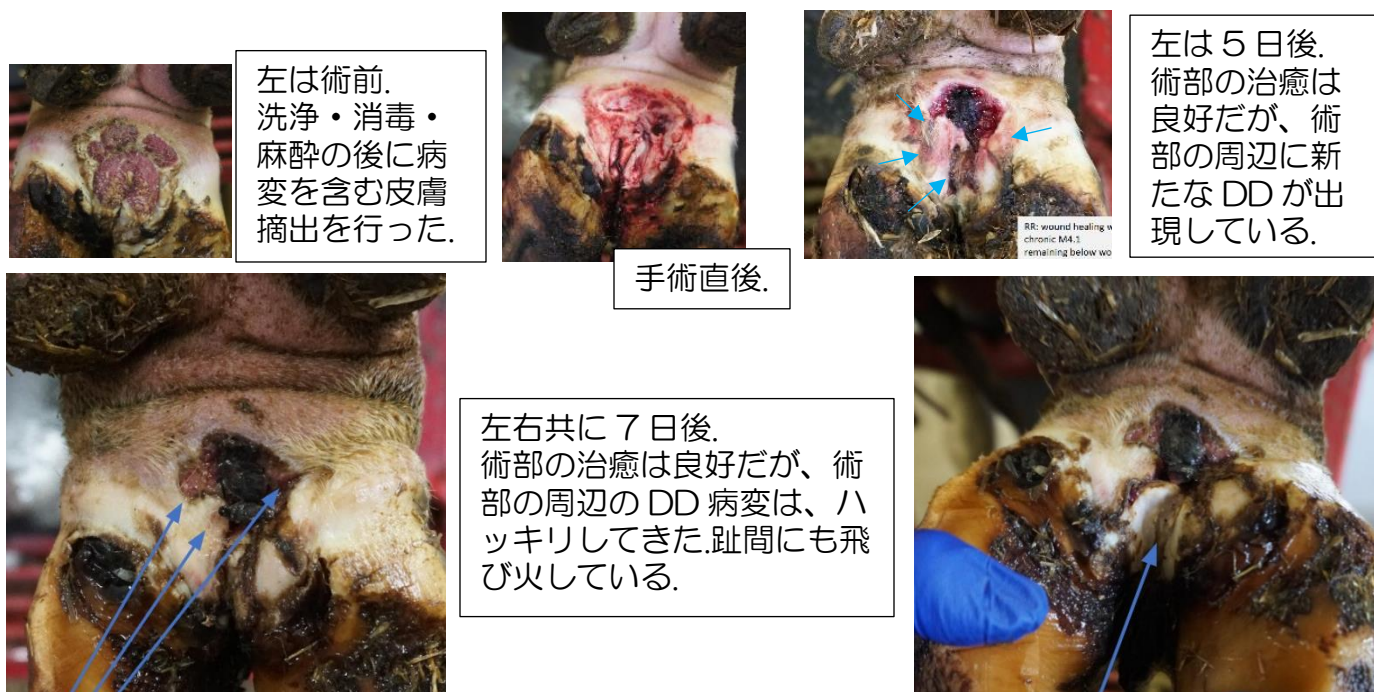 左は術前.
洗浄・消毒・
麻酔の後に病
変を含む皮膚
摘出を行った.
手術直後.
左は5日後.
術部の治癒は
良好だが、術
部の周辺に新
たなDDが出
現している.
RR: wound healing w
chronic M4.1
remaining below wo
左右共に7日後.
術部の治癒は良好だが、術
部の周辺のDD病変は、ハ
ッキリしてきた.趾間にも飛
び火している.